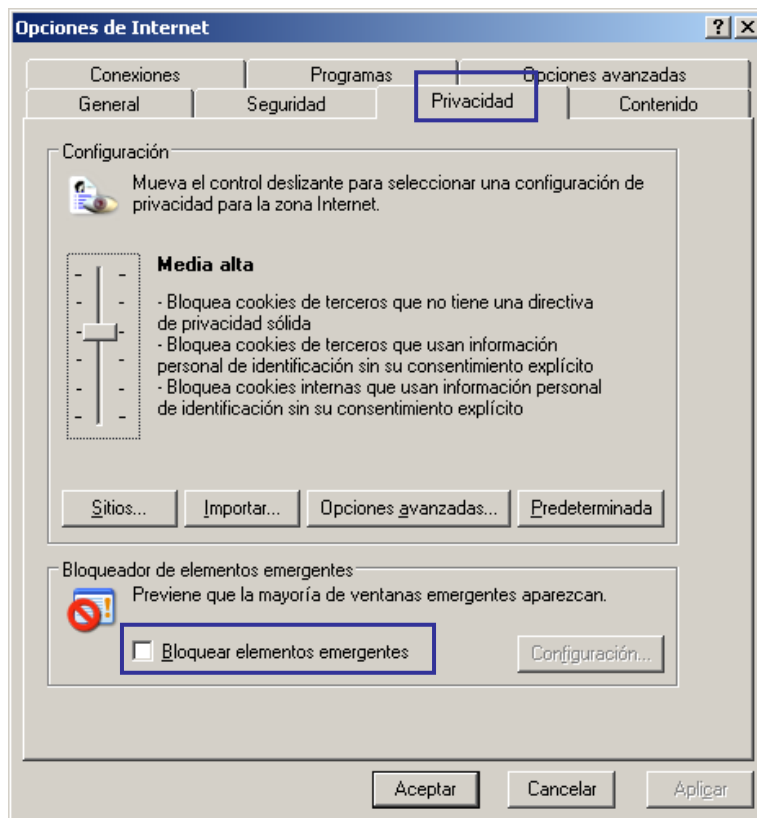 Opciones de Internet
Conexiones Programas Opciones avanzadas
General Seguridad Privacidad Contenido
Configuración
Mueva el control deslizante para seleccionar una configuración de
privacidad para la zona Internet.
Media alta
- Bloquea cookies de terceros que no tiene una directiva
de privacidad sólida
- Bloquea cookies de terceros que usan información
personal de identificación sin su consentimiento explícito
- Bloquea cookies internas que usan información personal
de identificación sin su consentimiento explícito
Sitios... Importar... Opciones avanzadas... Predeterminada
Bloqueador de elementos emergentes
Previene que la mayoría de ventanas emergentes aparezcan.
Bloquear elementos emergentes Configuración...
Aceptar Cancelar Aplicar